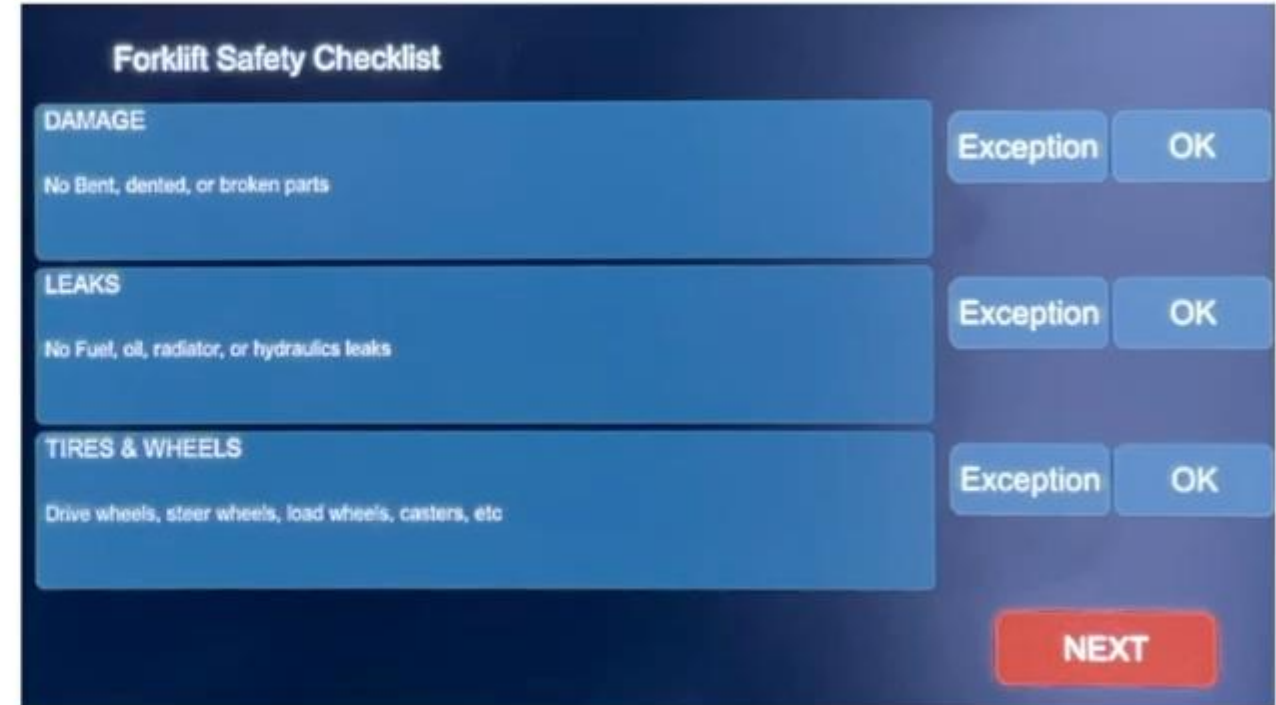 Forklift Safety Checklist
DAMAGE
No Bent, dented, or broken parts
Exception OK
LEAKS
No Fuel, oil, radiator, or hydraulics leaks
Exception OK
TIRES & WHEELS
Drive wheels, steer wheels, load wheels, casters, etc
Exception OK
NEXT